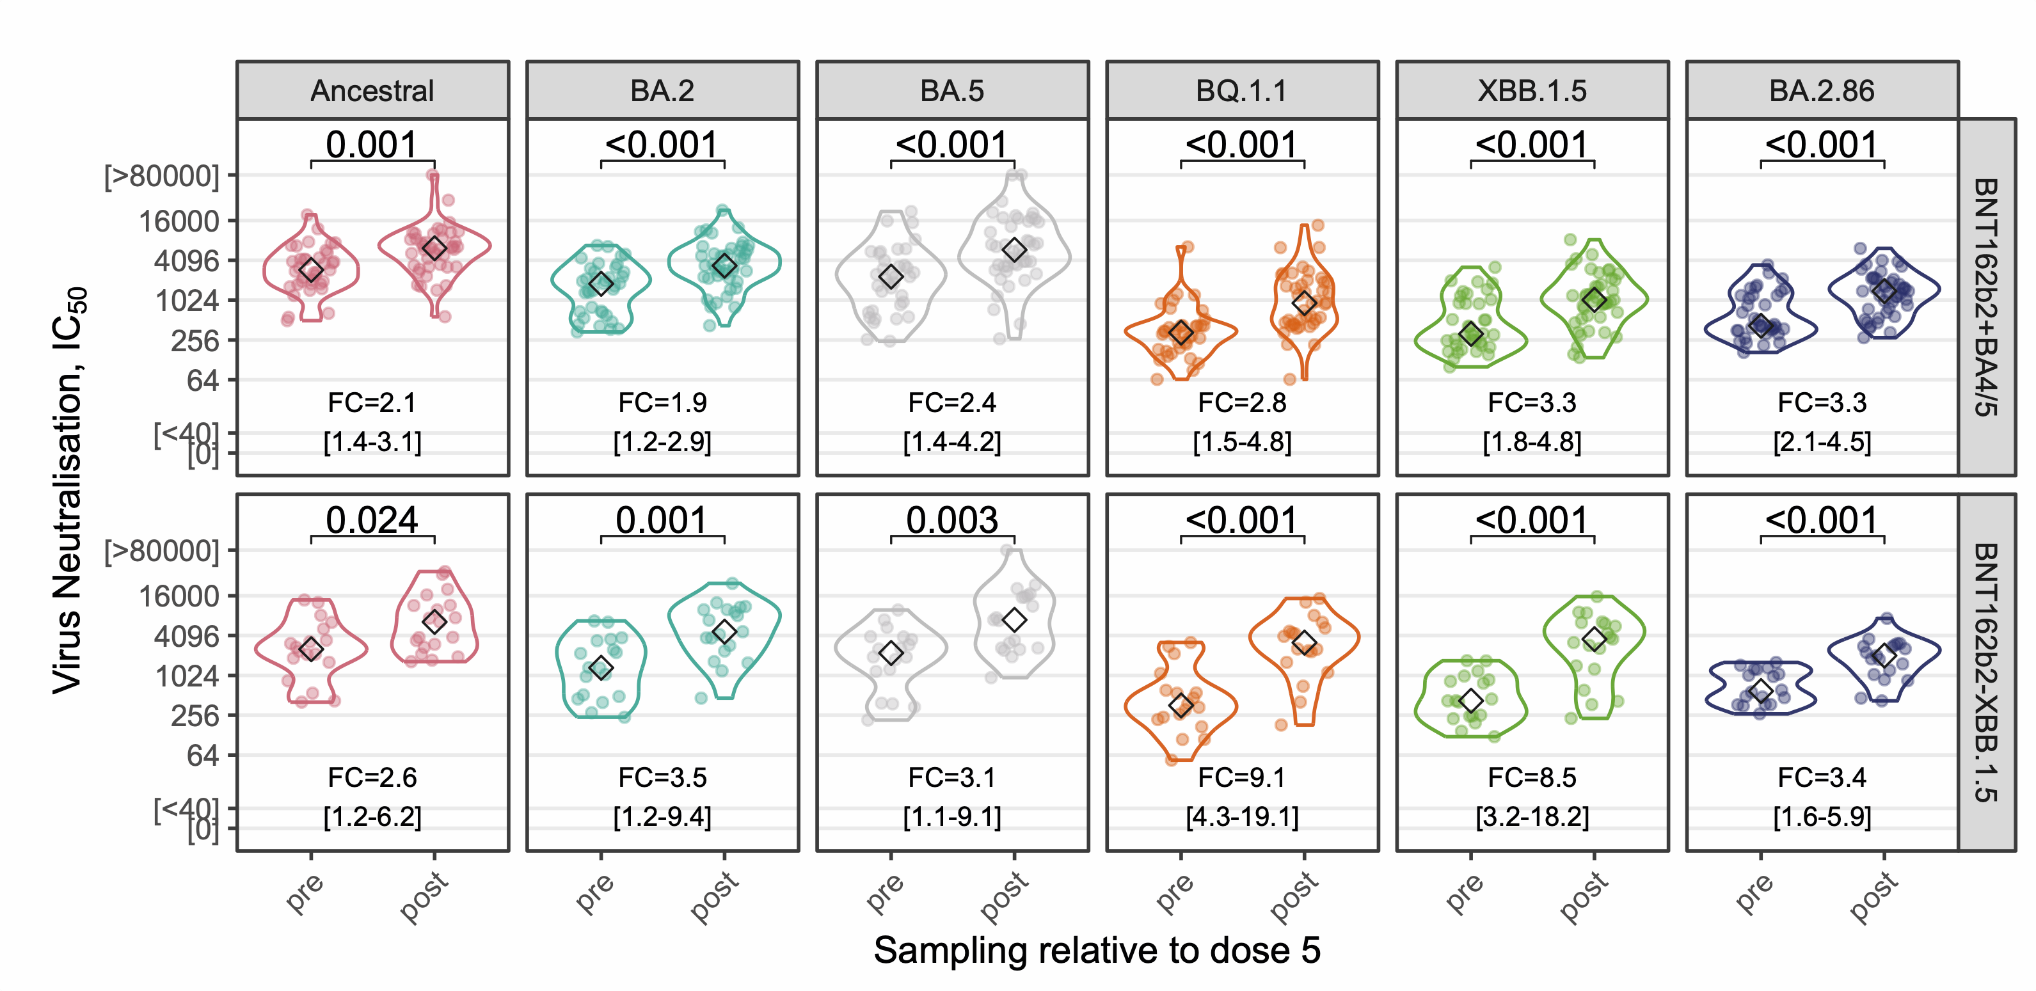 Ancestral
BA.2
BA.5
BQ.1.1
XBB.1.5
BA.2.86
Virus Neutralisation, IC50
[>80000]
16000
4096
1024
256
64
[<40]
[0]
0.001
<0.001
<0.001
<0.001
<0.001
<0.001
FC=2.1
FC=1.9
FC=2.4
FC=2.8
FC=3.3
FC=3.3
[1.4-3.1]
[1.2-2.9]
[1.4-4.2]
[1.5-4.8]
[1.8-4.8]
[2.1-4.5]
BNT162b2+BA4/5
[>80000]
16000
4096
1024
256
64
[<40]
[0]
0.024
0.001
0.003
<0.001
<0.001
<0.001
FC=2.6
FC=3.5
FC=3.1
FC=9.1
FC=8.5
FC=3.4
[1.2-6.2]
[1.2-9.4]
[1.1-9.1]
[4.3-19.1]
[3.2-18.2]
[1.6-5.9]
BNT162b2-XBB.1.5
pre
post
pre
post
pre
post
pre
post
pre
post
pre
post
Sampling relative to dose 5